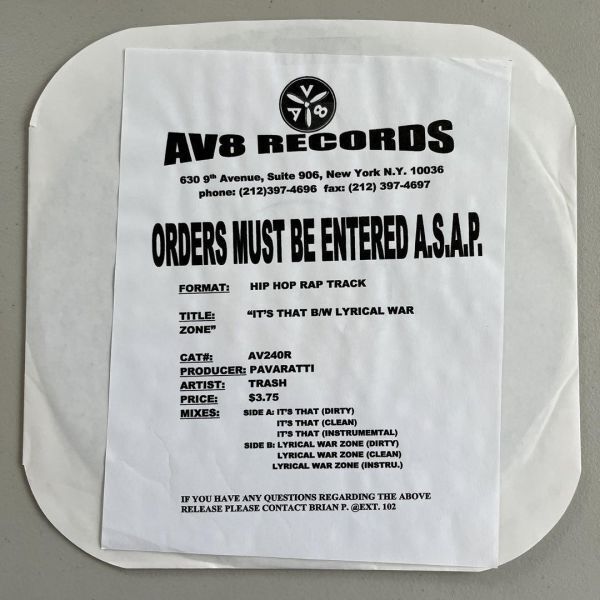 A V 8
AV8 RECORDS
630 9th Avenue, Suite 906, New York N.Y. 10036
phone: (212)397-4696 fax: (212) 397-4697
ORDERS MUST BE ENTERED A.S.A.P.
FORMAT: HIP HOP RAP TRACK
TITLE: "IT'S THAT B/W LYRICAL WAR
ZONE"
CAT#: AV240R
PRODUCER: PAVARATTI
ARTIST: TRASH
PRICE: $3.75
MIXES: SIDE A: IT'S THAT (DIRTY)
IT'S THAT (CLEAN)
IT'S THAT (INSTRUMEMTAL)
SIDE B: LYRICAL WAR ZONE (DIRTY)
LYRICAL WAR ZONE (CLEAN)
LYRICAL WAR ZONE (INSTRU.)
IF YOU HAVE ANY QUESTIONS REGARDING THE ABOVE
RELEASE PLEASE CONTACT BRIAN P. @EXT. 102